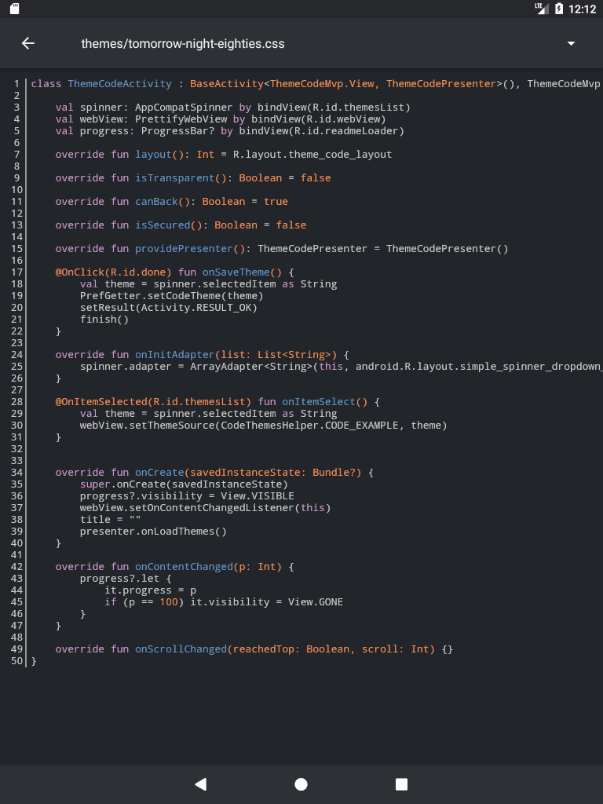 LTE 12:12
themes/tomorrow-night-eighties.css
1 class ThemeCodeActivity : BaseActivity<ThemeCodeMvp.View, ThemeCodePresenter>(), ThemeCodeMvp
2
3     val spinner: AppCompatSpinner by bindView(R.id.themesList)
4     val webView: PrettifyWebView by bindView(R.id.webView)
5     val progress: ProgressBar? by bindView(R.id.readmeLoader)
6
7     override fun layout(): Int = R.layout.theme_code_layout
8
9     override fun isTransparent(): Boolean = false
10
11     override fun canBack(): Boolean = true
12
13     override fun isSecured(): Boolean = false
14
15     override fun providePresenter(): ThemeCodePresenter = ThemeCodePresenter()
16
17     @OnClick(R.id.done) fun onSaveTheme() {
18         val theme = spinner.selectedItem as String
19         PrefGetter.setCodeTheme(theme)
20         setResult(Activity.RESULT_OK)
21         finish()
22     }
23
24     override fun onInitAdapter(list: List<String>) {
25         spinner.adapter = ArrayAdapter<String>(this, android.R.layout.simple_spinner_dropdown_
26     }
27
28     @OnItemSelected(R.id.themesList) fun onItemSelect() {
29         val theme = spinner.selectedItem as String
30         webView.setThemeSource(CodeThemesHelper.CODE_EXAMPLE, theme)
31     }
32
33
34     override fun onCreate(savedInstanceState: Bundle?) {
35         super.onCreate(savedInstanceState)
36         progress?.visibility = View.VISIBLE
37         webView.setOnContentChangedListener(this)
38         title = ""
39         presenter.onLoadThemes()
40     }
41
42     override fun onContentChanged(p: Int) {
43         progress?.let {
44             it.progress = p
45             if (p == 100) it.visibility = View.GONE
46         }
47     }
48
49     override fun onScrollChanged(reachedTop: Boolean, scroll: Int) {}
50 }